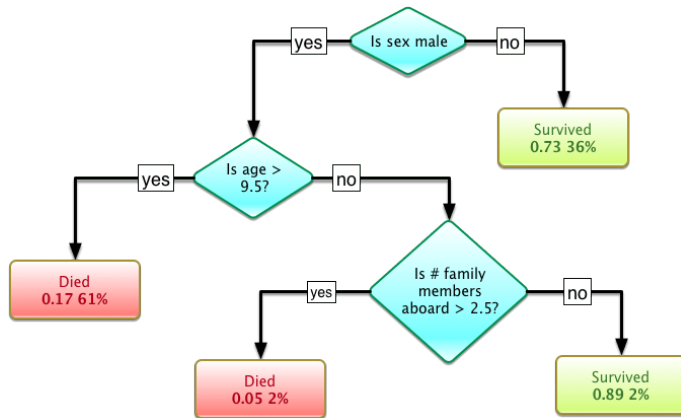 Is sex male
yes
no
Survived
0.73 36%
Is age >
9.5?
yes
no
Died
0.17 61%
Is # family
members
aboard > 2.5?
yes
no
Died
0.05 2%
Survived
0.89 2%